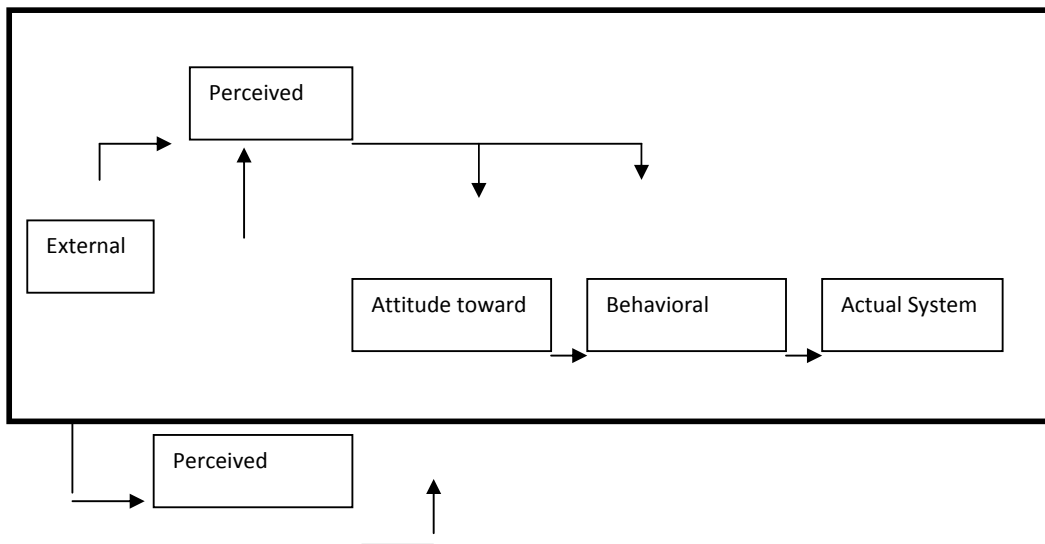 Perceived
External
Attitude toward
Behavioral
Actual System
Perceived